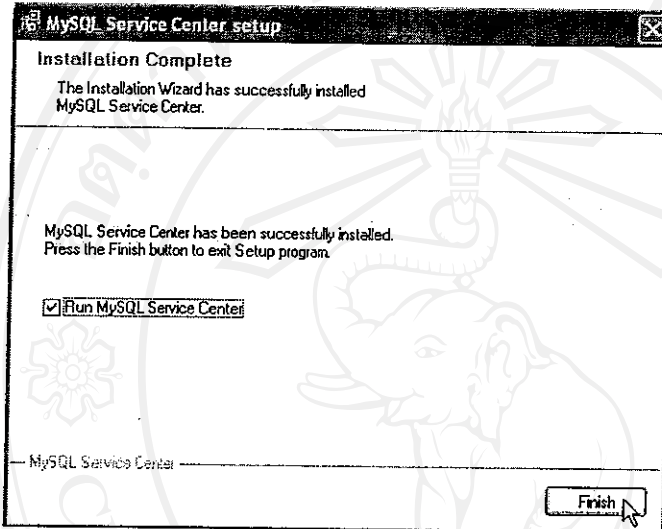 MySQL Service Center setup
Installation Complete
The Installation Wizard has successfully installed
MySQL Service Center.
MySQL Service Center has been successfully installed.
Press the Finish button to exit Setup program.
Run MySQL Service Center
MySQL Service Center
Finish